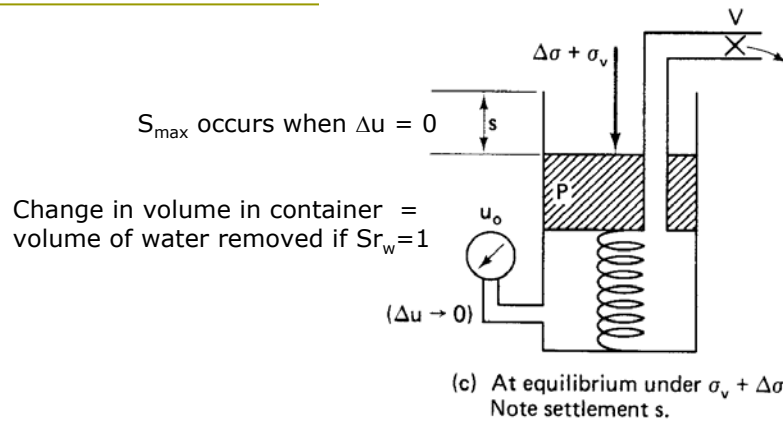 V
Δσ + σᵥ
Sₘₐₓ occurs when Δu = 0
s
P
Change in volume in container =
volume of water removed if Sr_w=1
uₒ
(Δu → 0)
(c) At equilibrium under σᵥ + Δσ
Note settlement s.